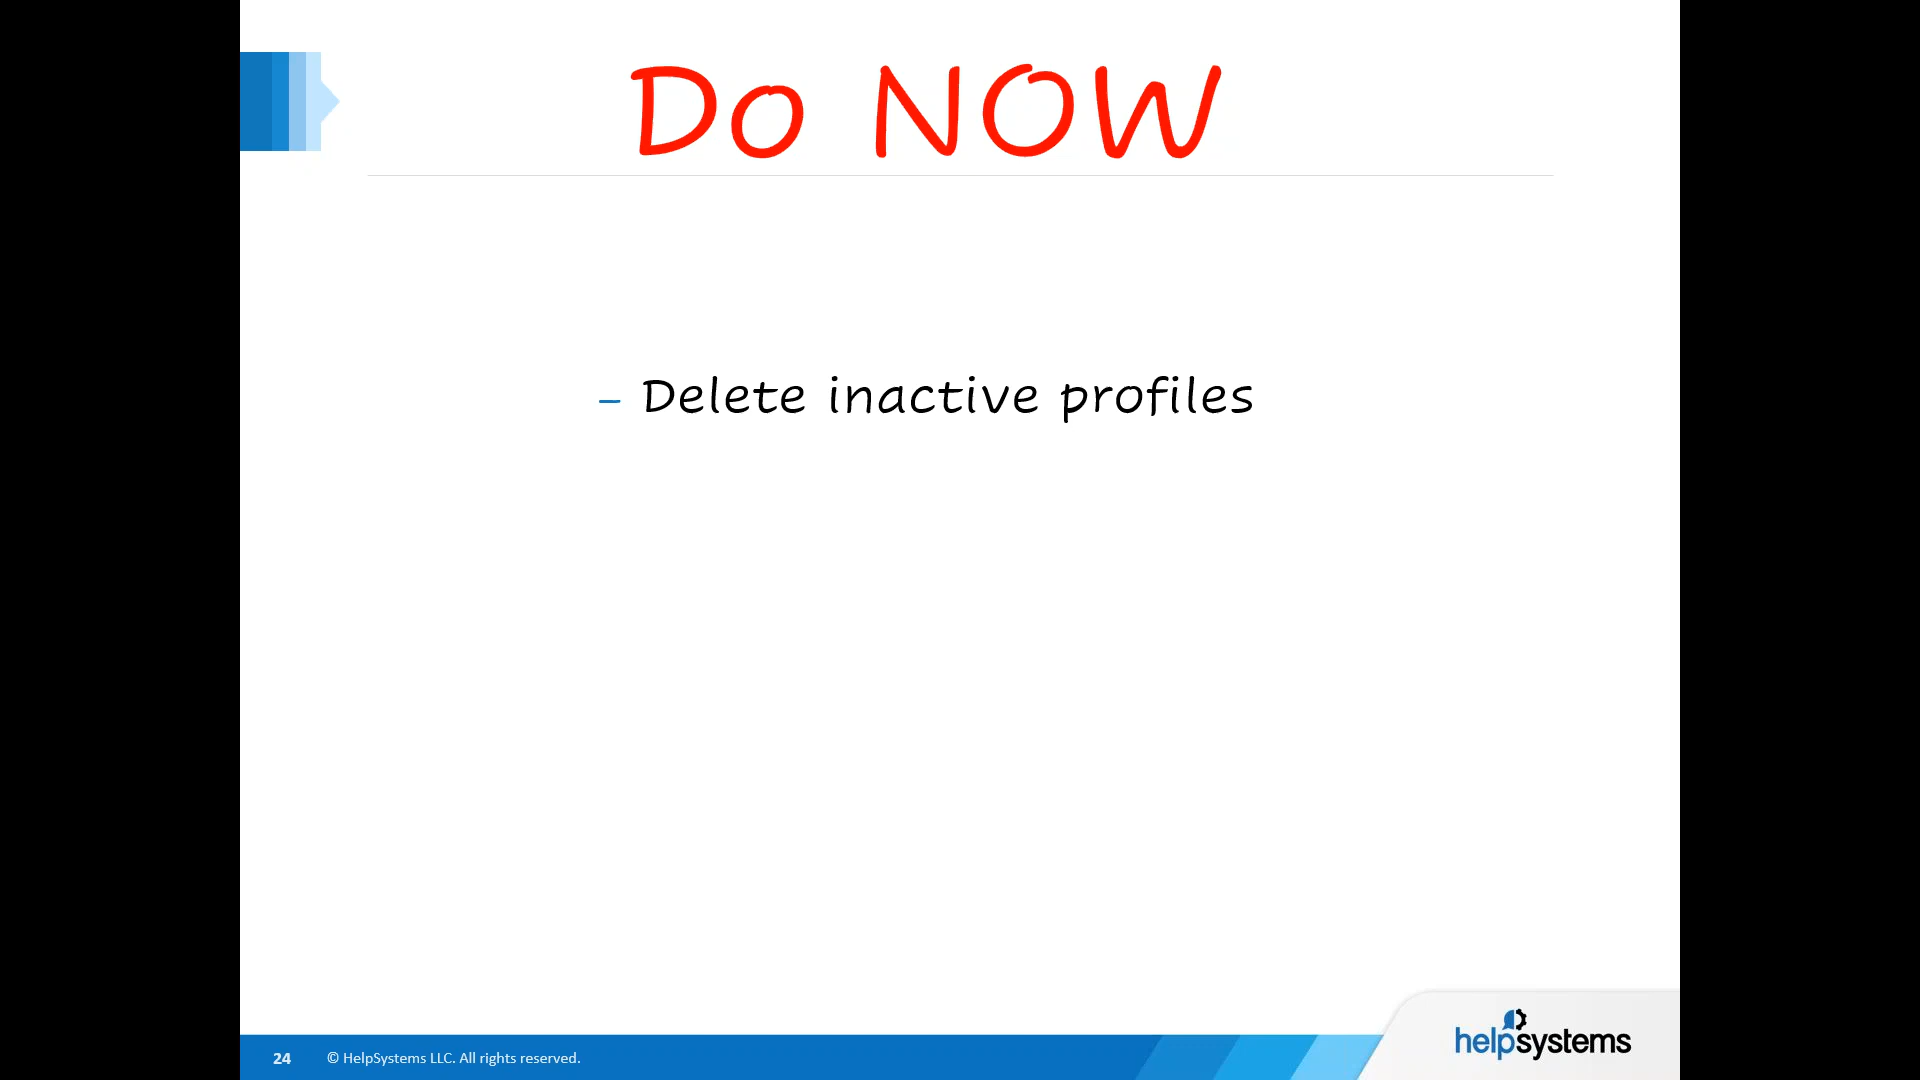 Do NOW
– Delete inactive profiles
24
© HelpSystems LLC. All rights reserved.
helpsystems